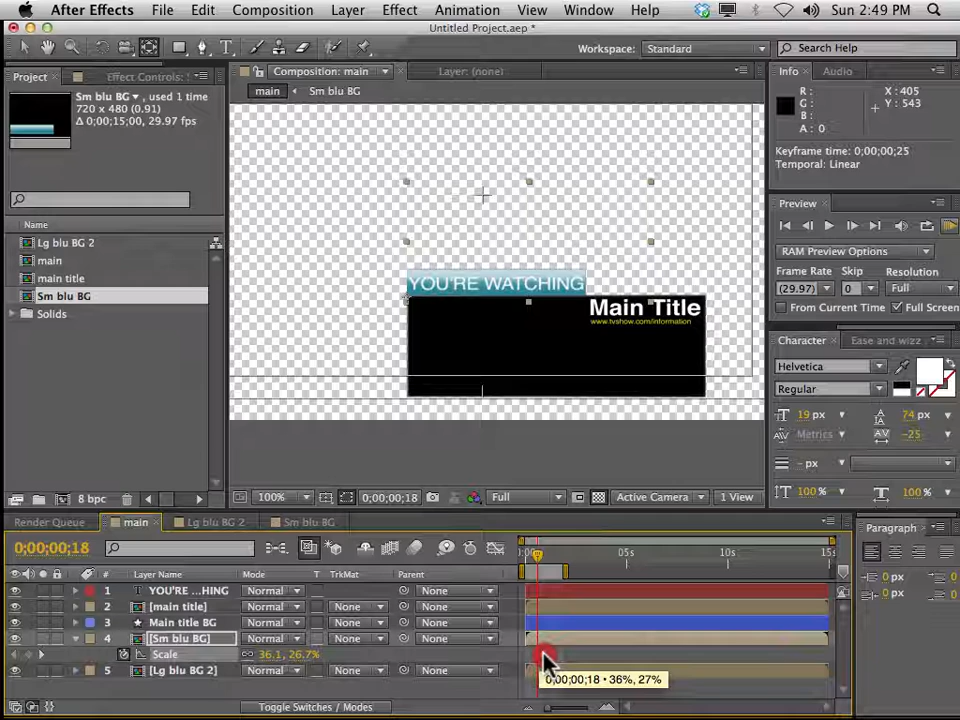 After Effects File Edit Composition Layer Effect Animation View Window Help Sun 2:49 PM
Untitled Project.aep *
Workspace: Standard Search Help
Project Effect Controls: Composition: main Layer: (none) Info Audio
main Sm blu BG
Sm blu BG, used 1 time
720 x 480 (0.91)
Δ 0;00;15;00, 29.97 fps
R:
G:
B:
A: 0
X: 405
Y: 543
Keyframe time: 0;00;00;25
Temporal: Linear
Preview
RAM Preview Options
Frame Rate Skip Resolution
(29.97) 0 Full
From Current Time Full Screen
Name
Lg blu BG 2
main
main title
Sm blu BG
Solids
YOU'RE WATCHING
Main Title
www.tvshow.com/information
Character Ease and wizz
Helvetica
Regular
19 px 74 px
Metrics -25
- px
100 % 100 %
8 bpc 100% 0;00;00;18 Full Active Camera 1 View
Render Queue main Lg blu BG 2 Sm blu BG
0;00;00;18
Layer Name Mode T TrkMat Parent 05s 10s 15s
1 YOU'RE ...HING Normal None
2 [main title] Normal None None
3 Main title BG Normal None None
4 [Sm blu BG] Normal None None
Scale 36.1, 26.7%
5 [Lg blu BG 2] Normal None None
0;00;00;18 • 36%, 27%
Toggle Switches / Modes
Paragraph
0 px
0 px